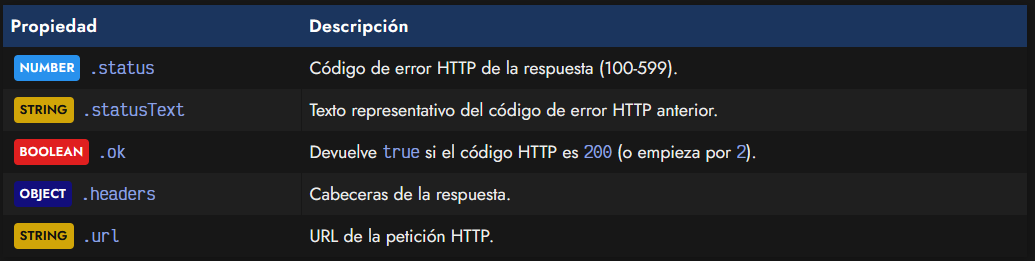 Propiedad Descripción
NUMBER .status Código de error HTTP de la respuesta (100-599).
STRING .statusText Texto representativo del código de error HTTP anterior.
BOOLEAN .ok Devuelve true si el código HTTP es 200 (o empieza por 2).
OBJECT .headers Cabeceras de la respuesta.
STRING .url URL de la petición HTTP.